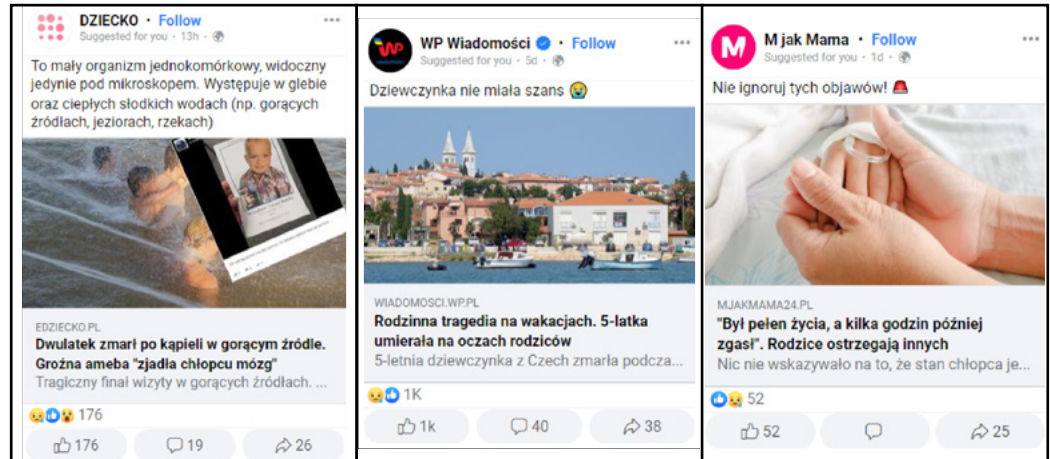 DZIECKO · Follow
Suggested for you · 13h ·
To mały organizm jednokomórkowy, widoczny
jedynie pod mikroskopem. Występuje w glebie
oraz ciepłych słodkich wodach (np. gorących
źródłach, jeziorach, rzekach)
EDZIECKO.PL
Dwulatek zmarł po kąpieli w gorącym źródle.
Groźna ameba "zjadła chłopcu mózg"
Tragiczny finał wizyty w gorących źródłach. ...
176
176 19 26
WP Wiadomości · Follow
Suggested for you · 5d ·
Dziewczynka nie miała szans
WIADOMOSCI.WP.PL
Rodzinna tragedia na wakacjach. 5-latka
umierała na oczach rodziców
5-letnia dziewczynka z Czech zmarła podcza...
1K
1k 40 38
M jak Mama · Follow
Suggested for you · 1d ·
Nie ignoruj tych objawów!
MJAKMAMA24.PL
"Był pełen życia, a kilka godzin później
zgasł". Rodzice ostrzegają innych
Nic nie wskazywało na to, że stan chłopca je...
52
52 25